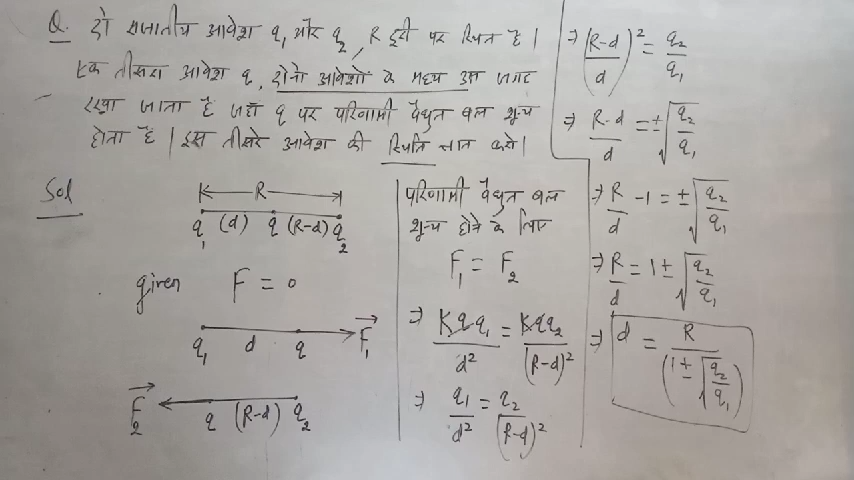 Q. दो सजातीय आवेश q₁ और q₂, R दूरी पर स्थित है।
एक तीसरा आवेश q, दोनो आवेशों के मध्य उस जगह
रखा जाता है जहाँ q पर परिणामी वैधुत बल शून्य
होता है। इस तीसरे आवेश की स्थिति ज्ञात करो।
Sol
R
q₁ (d) q (R-d) q₂
given F = 0
q₁ d q F₁
F₂ q (R-d) q₂
परिणामी वैधुत बल
शून्य होने के लिए
F₁ = F₂
⇒ Kqq₁/d² = Kqq₂/(R-d)²
⇒ q₁/d² = q₂/(R-d)²
⇒ ((R-d)/d)² = q₂/q₁
⇒ (R-d)/d = ±√(q₂/q₁)
⇒ R/d - 1 = ±√(q₂/q₁)
⇒ R/d = 1 ± √(q₂/q₁)
⇒ d = R/(1 ± √(q₂/q₁))